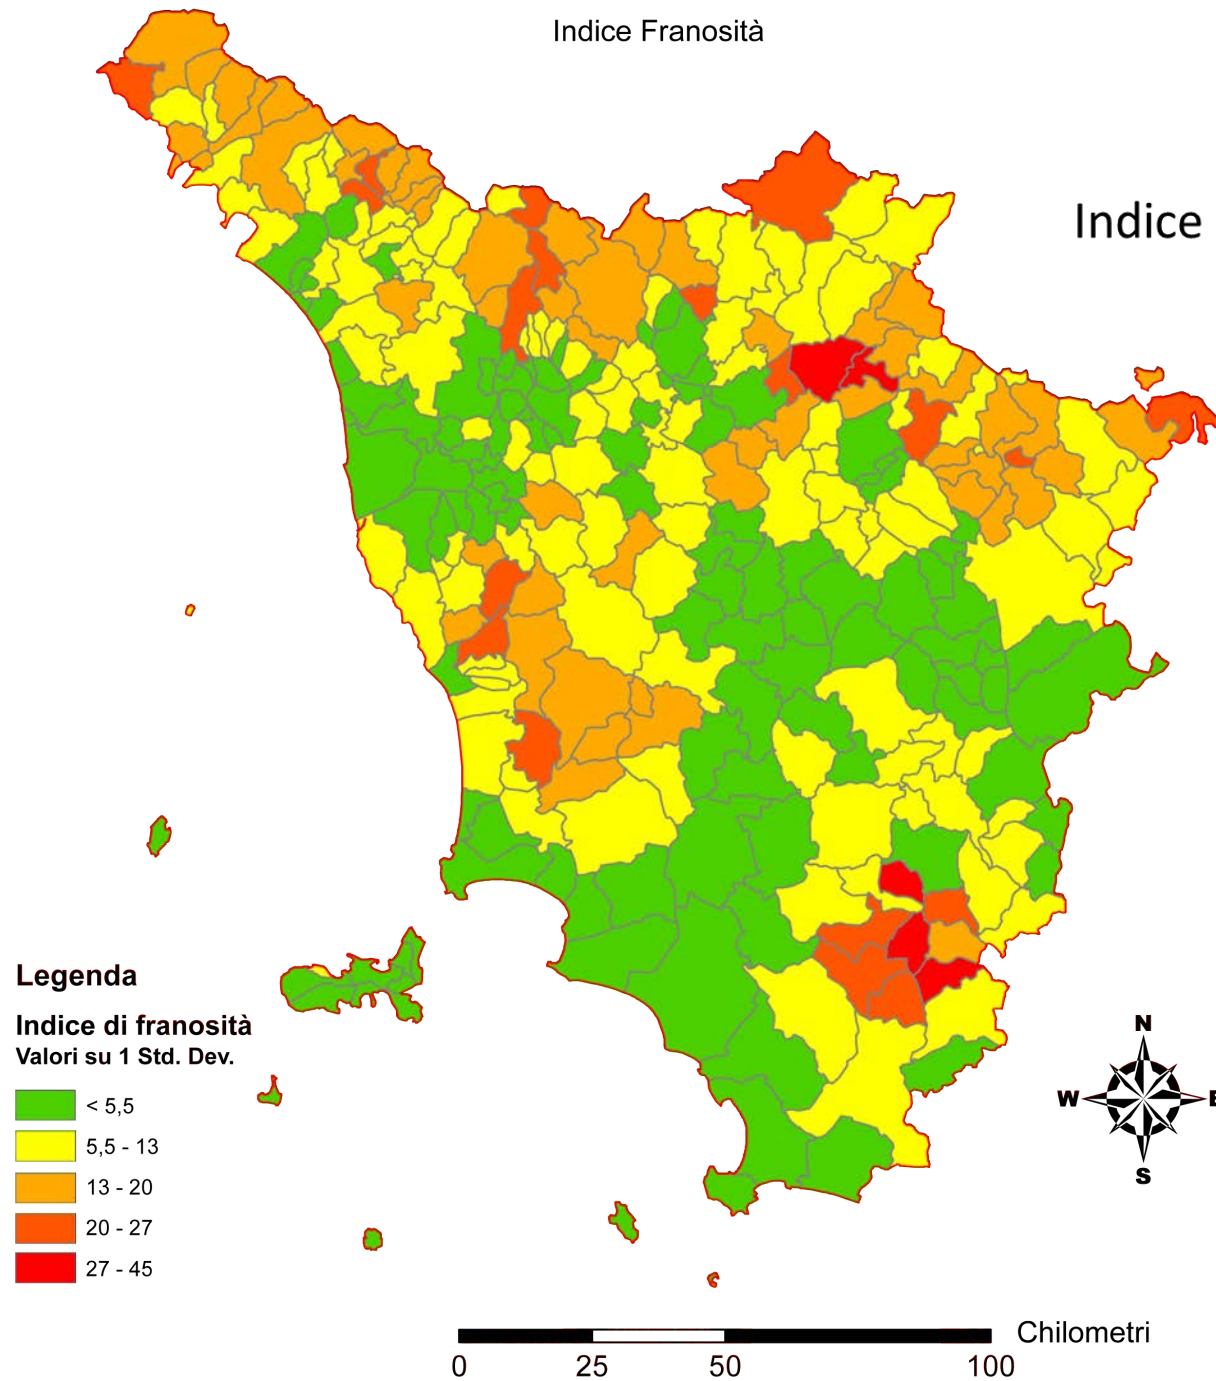 Indice Franosità
Indice
Legenda
Indice di franosità
Valori su 1 Std. Dev.
< 5,5
5,5 - 13
13 - 20
20 - 27
27 - 45
N
W
E
S
Chilometri
0 25 50 100